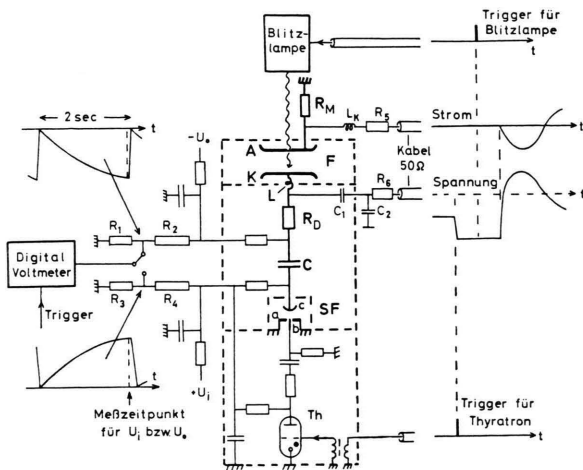 Blitz-
lampe
Trigger für
Blitzlampe
t
R_M
L_K
R_5
Strom
t
2 sec
t
-U_o
A
F
Kabel
50Ω
K
Spannung
R_6
t
L
C_1
C_2
R_1
R_2
R_D
Digital
Voltmeter
C
R_3
R_4
c
SF
a
b
Trigger
t
+U_i
Meßzeitpunkt
für U_i bzw. U_o
Th
Trigger für
Thyratron
t